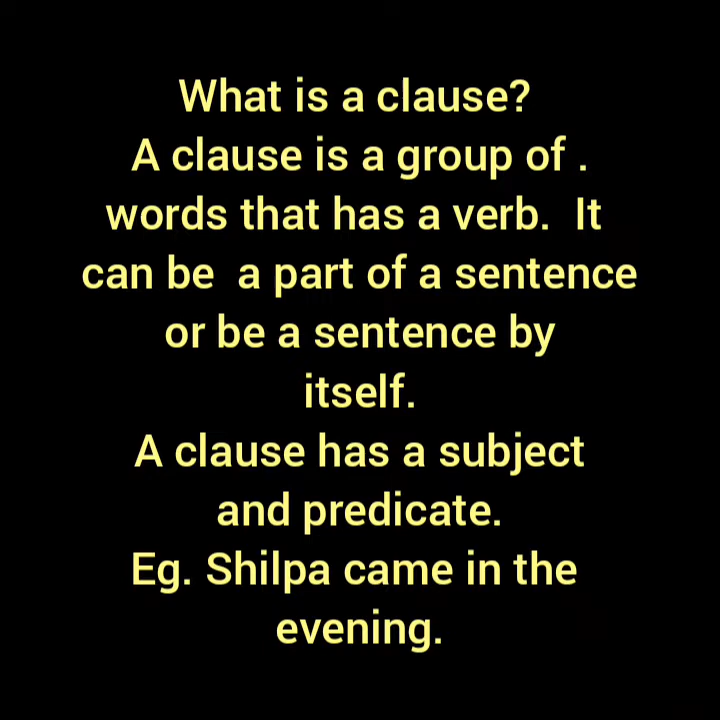 What is a clause?
A clause is a group of .
words that has a verb.  It
can be  a part of a sentence
or be a sentence by
itself.
A clause has a subject
and predicate.
Eg. Shilpa came in the
evening.